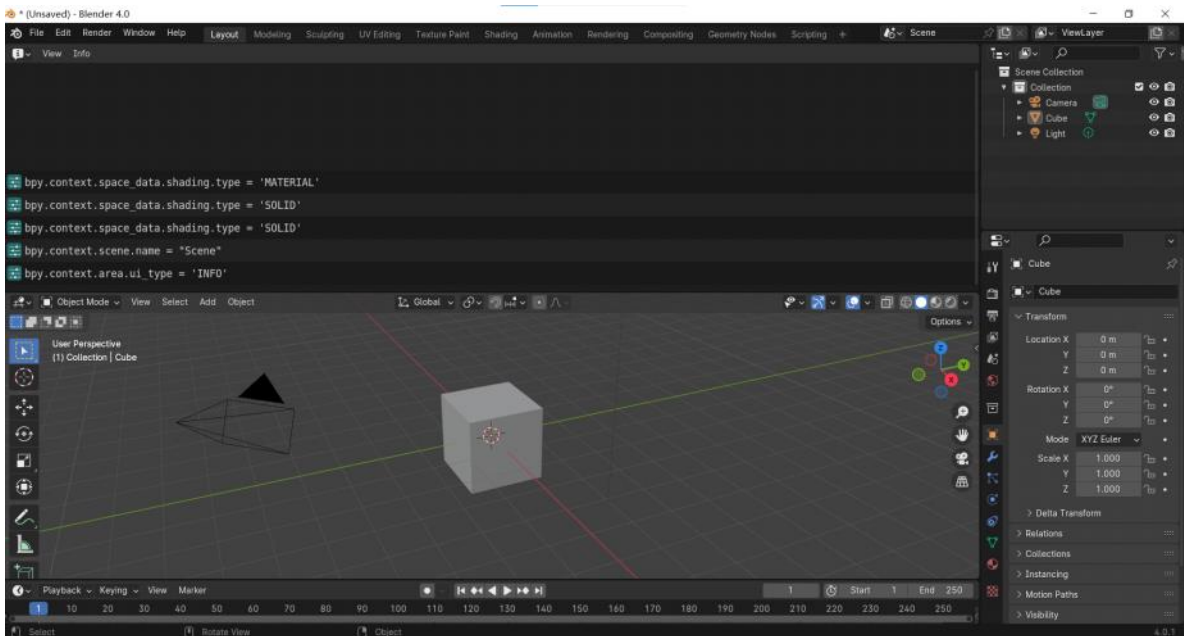 * (Unsaved) - Blender 4.0
File Edit Render Window Help Layout Modeling Sculpting UV Editing Texture Paint Shading Animation Rendering Compositing Geometry Nodes Scripting + Scene ViewLayer
View Info
Scene Collection
Collection
Camera
Cube
Light
bpy.context.space_data.shading.type = 'MATERIAL'
bpy.context.space_data.shading.type = 'SOLID'
bpy.context.space_data.shading.type = 'SOLID'
bpy.context.scene.name = "Scene"
bpy.context.area.ui_type = 'INFO'
Object Mode View Select Add Object Global
Options
User Perspective
(1) Collection | Cube
Z
Y
X
Cube
Cube
Transform
Location X 0 m
Y 0 m
Z 0 m
Rotation X 0°
Y 0°
Z 0°
Mode XYZ Euler
Scale X 1.000
Y 1.000
Z 1.000
Delta Transform
Relations
Collections
Instancing
Motion Paths
Visibility
Playback Keying View Marker 1 Start 1 End 250
1 10 20 30 40 50 60 70 80 90 100 110 120 130 140 150 160 170 180 190 200 210 220 230 240 250
Select Rotate View Object 4.0.1